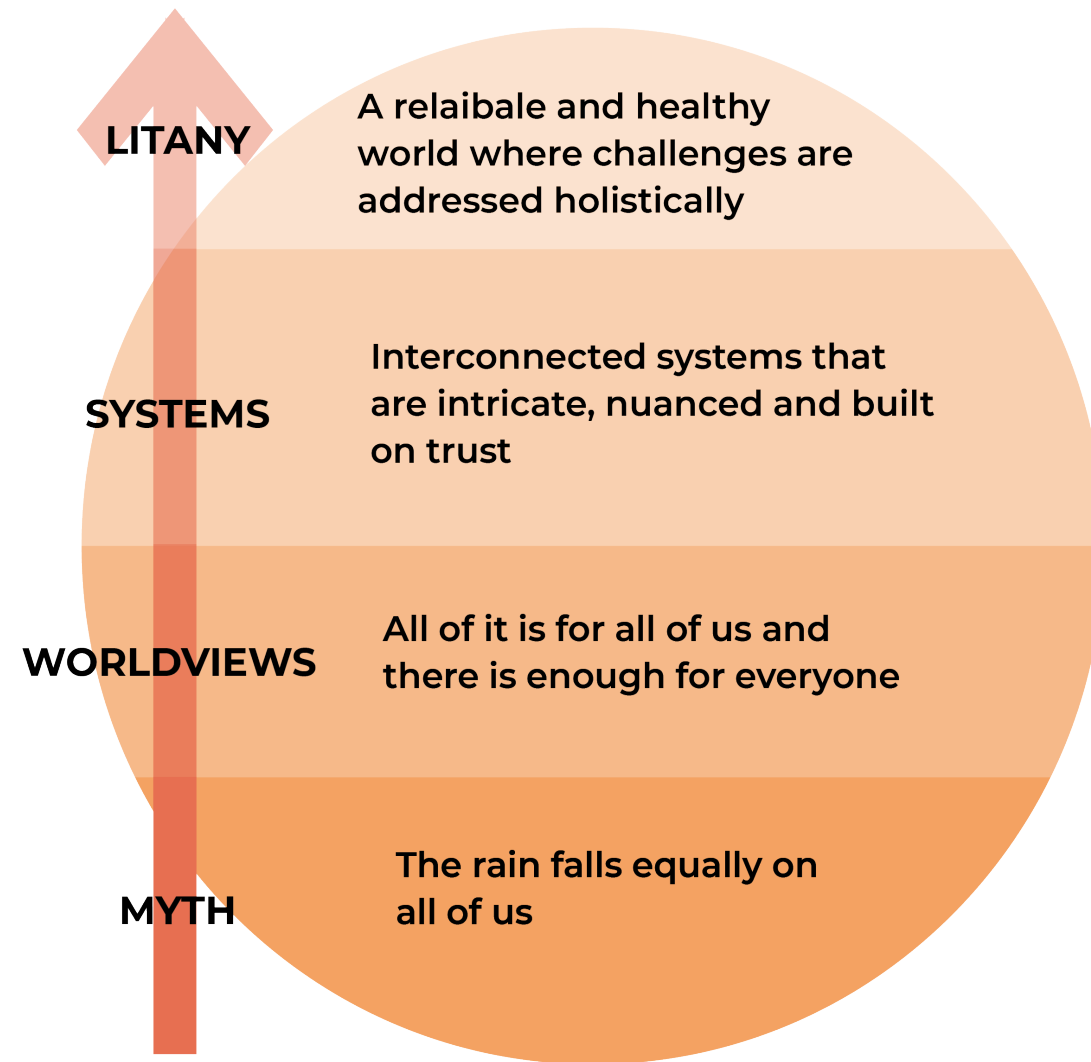 LITANY
A relaibale and healthy
world where challenges are
addressed holistically
SYSTEMS
Interconnected systems that
are intricate, nuanced and built
on trust
WORLDVIEWS
All of it is for all of us and
there is enough for everyone
MYTH
The rain falls equally on
all of us